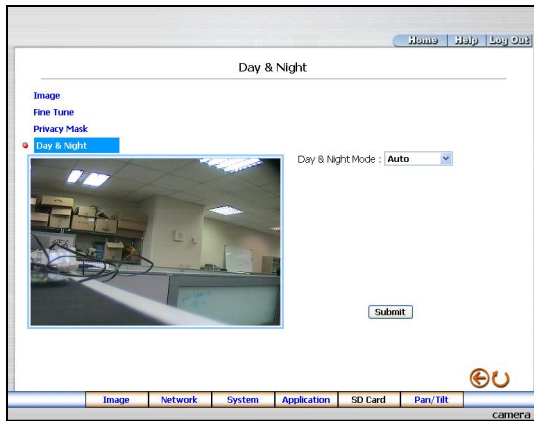 Home Help Log Out
Day & Night
Image
Fine Tune
Privacy Mask
Day & Night
Day & Night Mode : Auto
Submit
Image Network System Application SD Card Pan/Tilt
camera